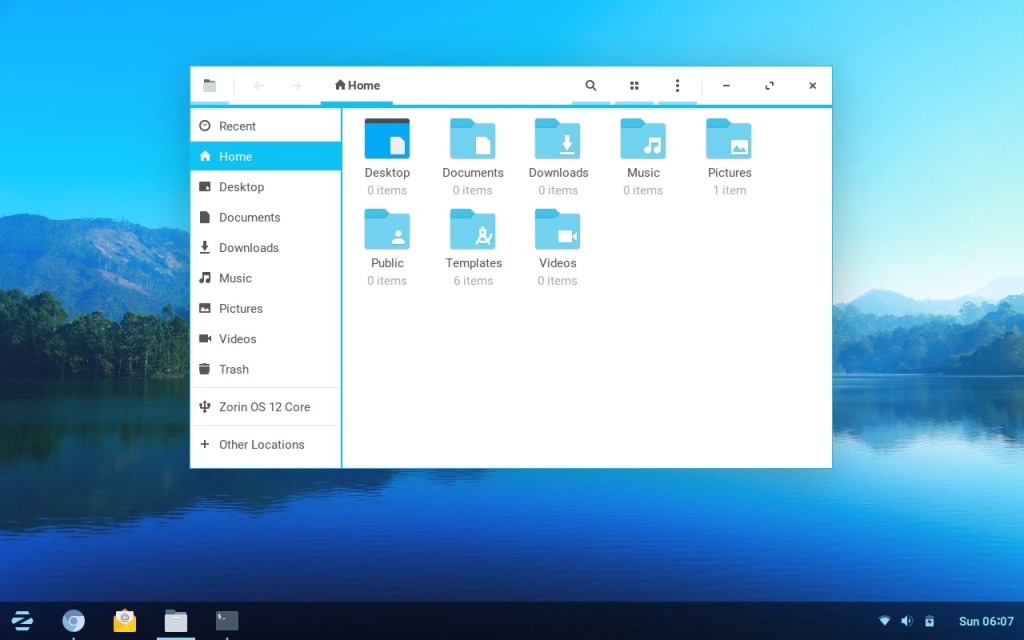 Home
Recent
Home
Desktop
Documents
Downloads
Music
Pictures
Videos
Trash
Zorin OS 12 Core
Other Locations
Desktop Documents Downloads Music Pictures
0 items 0 items 0 items 0 items 1 item
Public Templates Videos
0 items 6 items 0 items
Sun 06:07